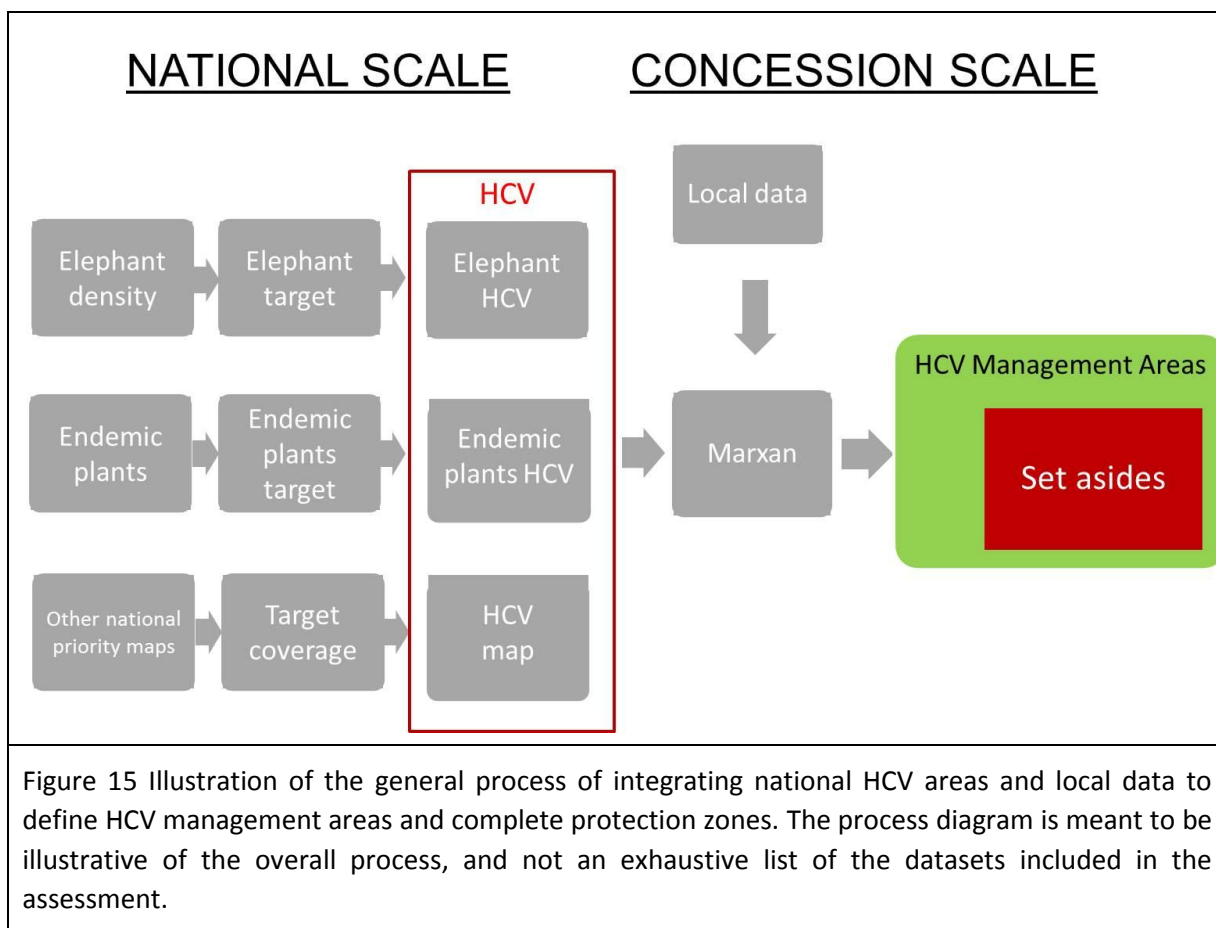 NATIONAL SCALE
CONCESSION SCALE
HCV
Local data
Elephant
density
Elephant
target
Elephant
HCV
Endemic
plants
Endemic
plants
target
Endemic
plants HCV
Marxan
HCV Management Areas
Set asides
Other national
priority maps
Target
coverage
HCV
map
Figure 15 Illustration of the general process of integrating national HCV areas and local data to
define HCV management areas and complete protection zones. The process diagram is meant to be
illustrative of the overall process, and not an exhaustive list of the datasets included in the
assessment.